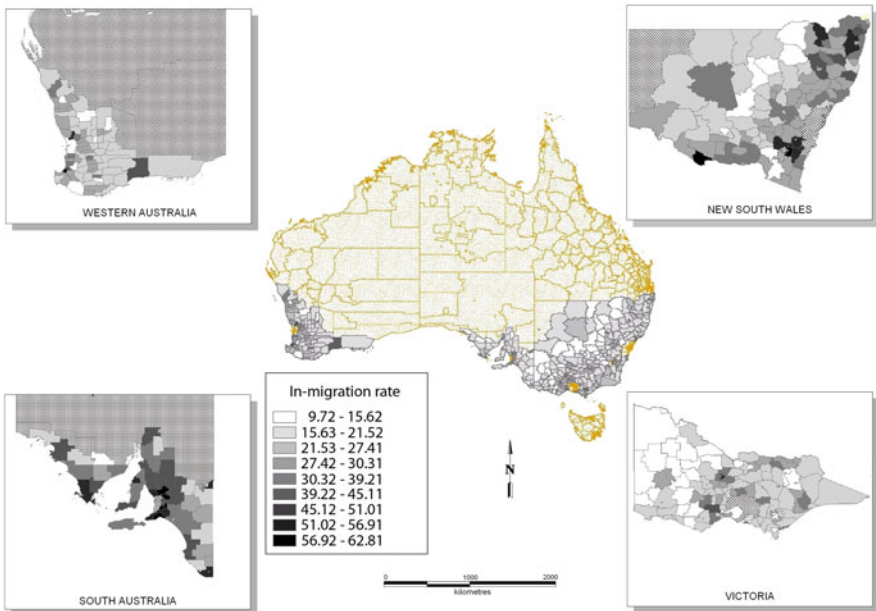 WESTERN AUSTRALIA
NEW SOUTH WALES
In-migration rate
9.72 - 15.62
15.63 - 21.52
21.53 - 27.41
27.42 - 30.31
30.32 - 39.21
39.22 - 45.11
45.12 - 51.01
51.02 - 56.91
56.92 - 62.81
N
0 1000 2000
kilometres
SOUTH AUSTRALIA
VICTORIA